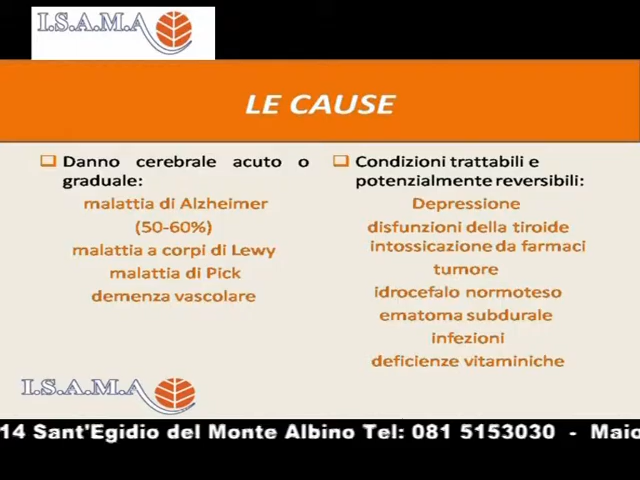 I.S.A.M.A
LE CAUSE
Danno cerebrale acuto o
graduale:
malattia di Alzheimer
(50-60%)
malattia a corpi di Lewy
malattia di Pick
demenza vascolare
Condizioni trattabili e
potenzialmente reversibili:
Depressione
disfunzioni della tiroide
intossicazione da farmaci
tumore
idrocefalo normoteso
ematoma subdurale
infezioni
deficienze vitaminiche
I.S.A.M.A
14 Sant'Egidio del Monte Albino Tel: 081 5153030 - Maio